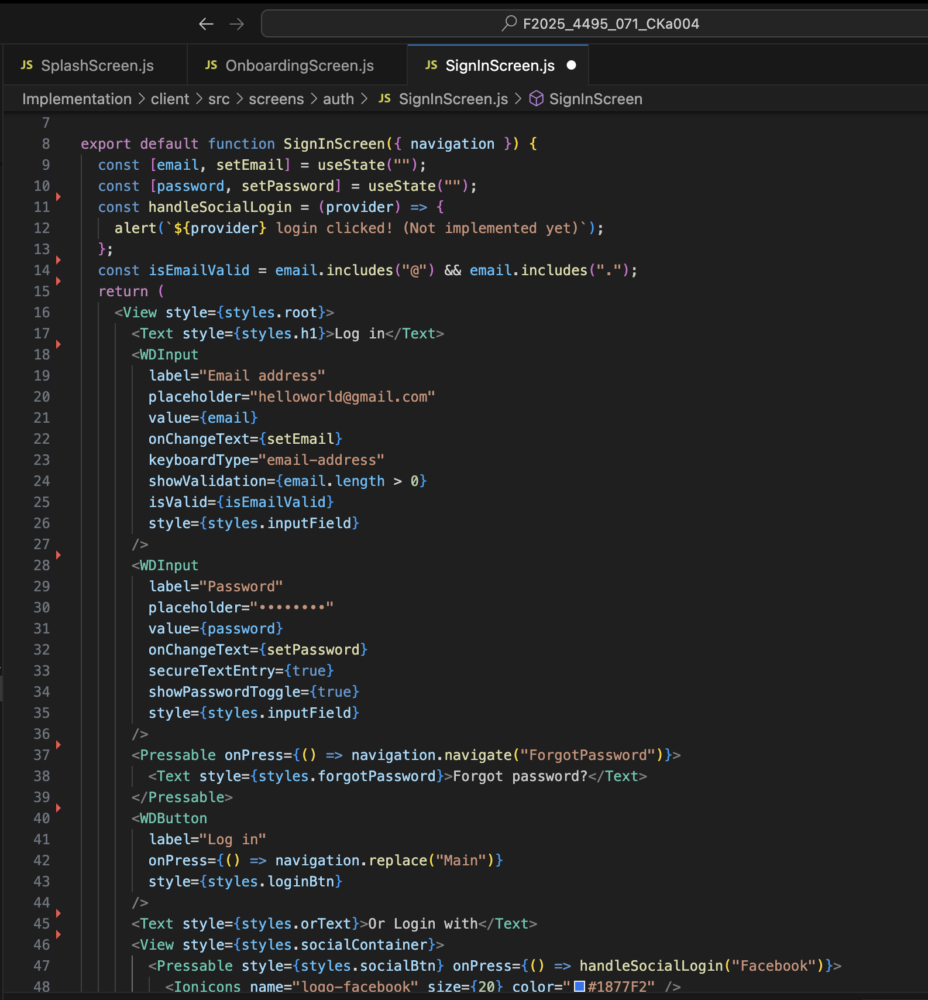 F2025_4495_071_CKa004
JS SplashScreen.js JS OnboardingScreen.js JS SignInScreen.js
Implementation > client > src > screens > auth > JS SignInScreen.js > SignInScreen
7
8 export default function SignInScreen({ navigation }) {
9 const [email, setEmail] = useState("");
10 const [password, setPassword] = useState("");
11 const handleSocialLogin = (provider) => {
12 alert(`${provider} login clicked! (Not implemented yet)`);
13 };
14 const isEmailValid = email.includes("@") && email.includes(".");
15 return (
16 <View style={styles.root}>
17 <Text style={styles.h1}>Log in</Text>
18 <WDInput
19 label="Email address"
20 placeholder="helloworld@gmail.com"
21 value={email}
22 onChangeText={setEmail}
23 keyboardType="email-address"
24 showValidation={email.length > 0}
25 isValid={isEmailValid}
26 style={styles.inputField}
27 />
28 <WDInput
29 label="Password"
30 placeholder="••••••••"
31 value={password}
32 onChangeText={setPassword}
33 secureTextEntry={true}
34 showPasswordToggle={true}
35 style={styles.inputField}
36 />
37 <Pressable onPress={() => navigation.navigate("ForgotPassword")}>
38 <Text style={styles.forgotPassword}>Forgot password?</Text>
39 </Pressable>
40 <WDButton
41 label="Log in"
42 onPress={() => navigation.replace("Main")}
43 style={styles.loginBtn}
44 />
45 <Text style={styles.orText}>Or Login with</Text>
46 <View style={styles.socialContainer}>
47 <Pressable style={styles.socialBtn} onPress={() => handleSocialLogin("Facebook")}>
48 <Ionicons name="logo-facebook" size={20} color="#1877F2" />